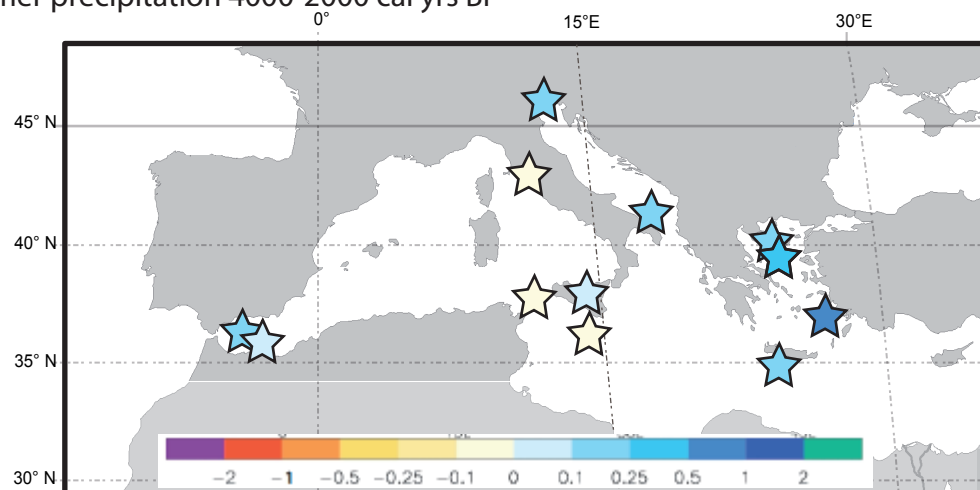 precipitation 4000-2000 cal yrs BP
0° 15°E 30°E
45° N
40° N
35° N
30° N
−2 −1 −0.5 −0.25 −0.1 0 0.1 0.25 0.5 1 2